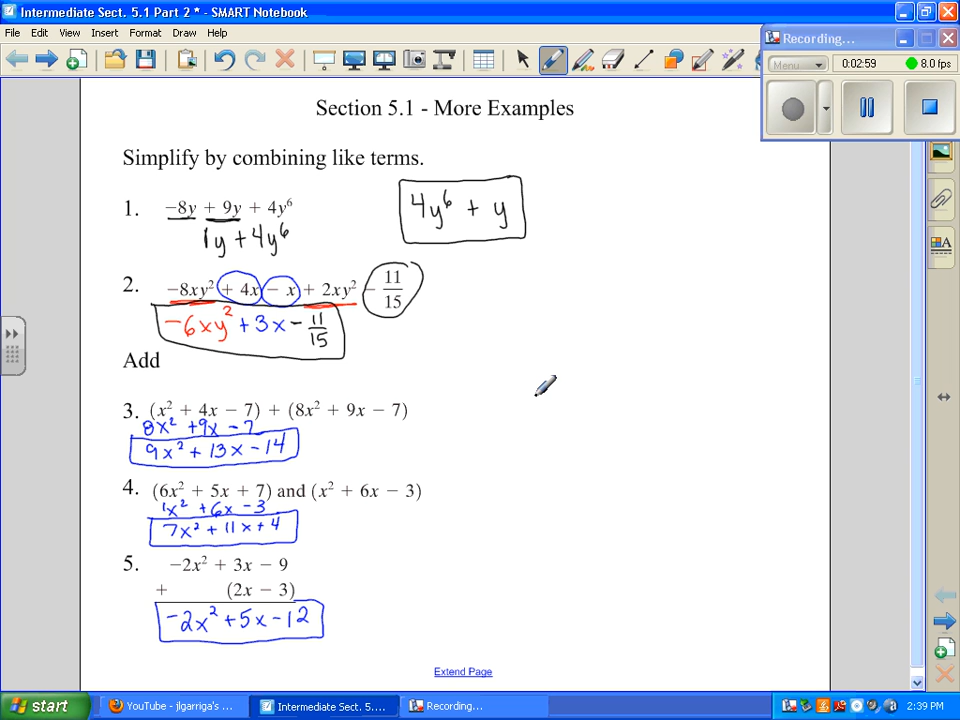 Intermediate Sect. 5.1 Part 2 * - SMART Notebook
File Edit View Insert Format Draw Help
Recording...
Menu 0:02:59 8.0 fps
Section 5.1 - More Examples
Simplify by combining like terms.
1. −8y + 9y + 4y⁶
1y + 4y⁶
4y⁶ + y
2. −8xy² + 4x − x + 2xy² − 11/15
−6xy² + 3x − 11/15
Add
3. (x² + 4x − 7) + (8x² + 9x − 7)
8x² + 9x − 7
9x² + 13x − 14
4. (6x² + 5x + 7) and (x² + 6x − 3)
1x² + 6x − 3
7x² + 11x + 4
5. −2x² + 3x − 9
+ (2x − 3)
−2x² + 5x − 12
Extend Page
start YouTube - jlgarriga's ... Intermediate Sect. 5.... Recording... 2:39 PM